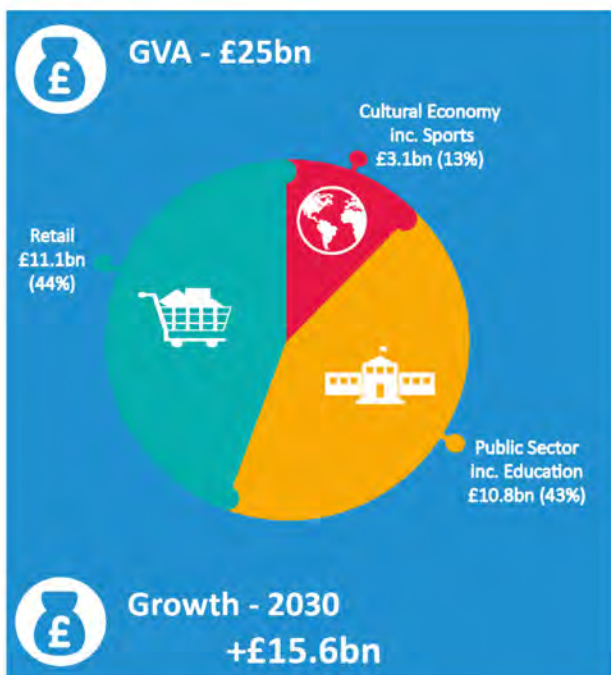 £
GVA - £25bn
Cultural Economy
inc. Sports
£3.1bn (13%)
Retail
£11.1bn
(44%)
Public Sector
inc. Education
£10.8bn (43%)
£
Growth - 2030
+£15.6bn